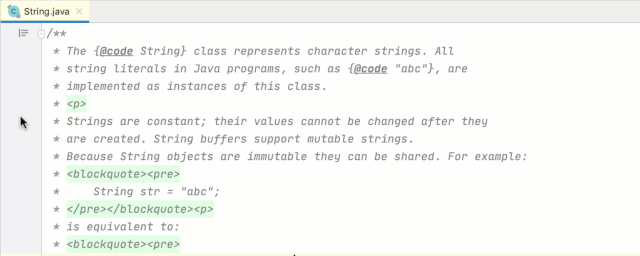 String.java
/**
* The {@code String} class represents character strings. All
* string literals in Java programs, such as {@code "abc"}, are
* implemented as instances of this class.
* <p>
* Strings are constant; their values cannot be changed after they
* are created. String buffers support mutable strings.
* Because String objects are immutable they can be shared. For example:
* <blockquote><pre>
*     String str = "abc";
* </pre></blockquote><p>
* is equivalent to:
* <blockquote><pre>